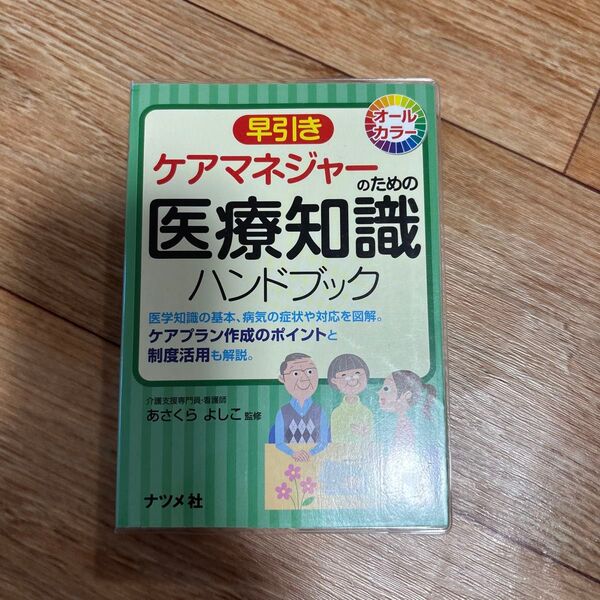 早引き
オール
カラー
ケアマネジャーのための
医療知識
ハンドブック
医学知識の基本、病気の症状や対応を図解。
ケアプラン作成のポイントと
制度活用も解説。
介護支援専門員・看護師
あさくら よしこ 監修
ナツメ社